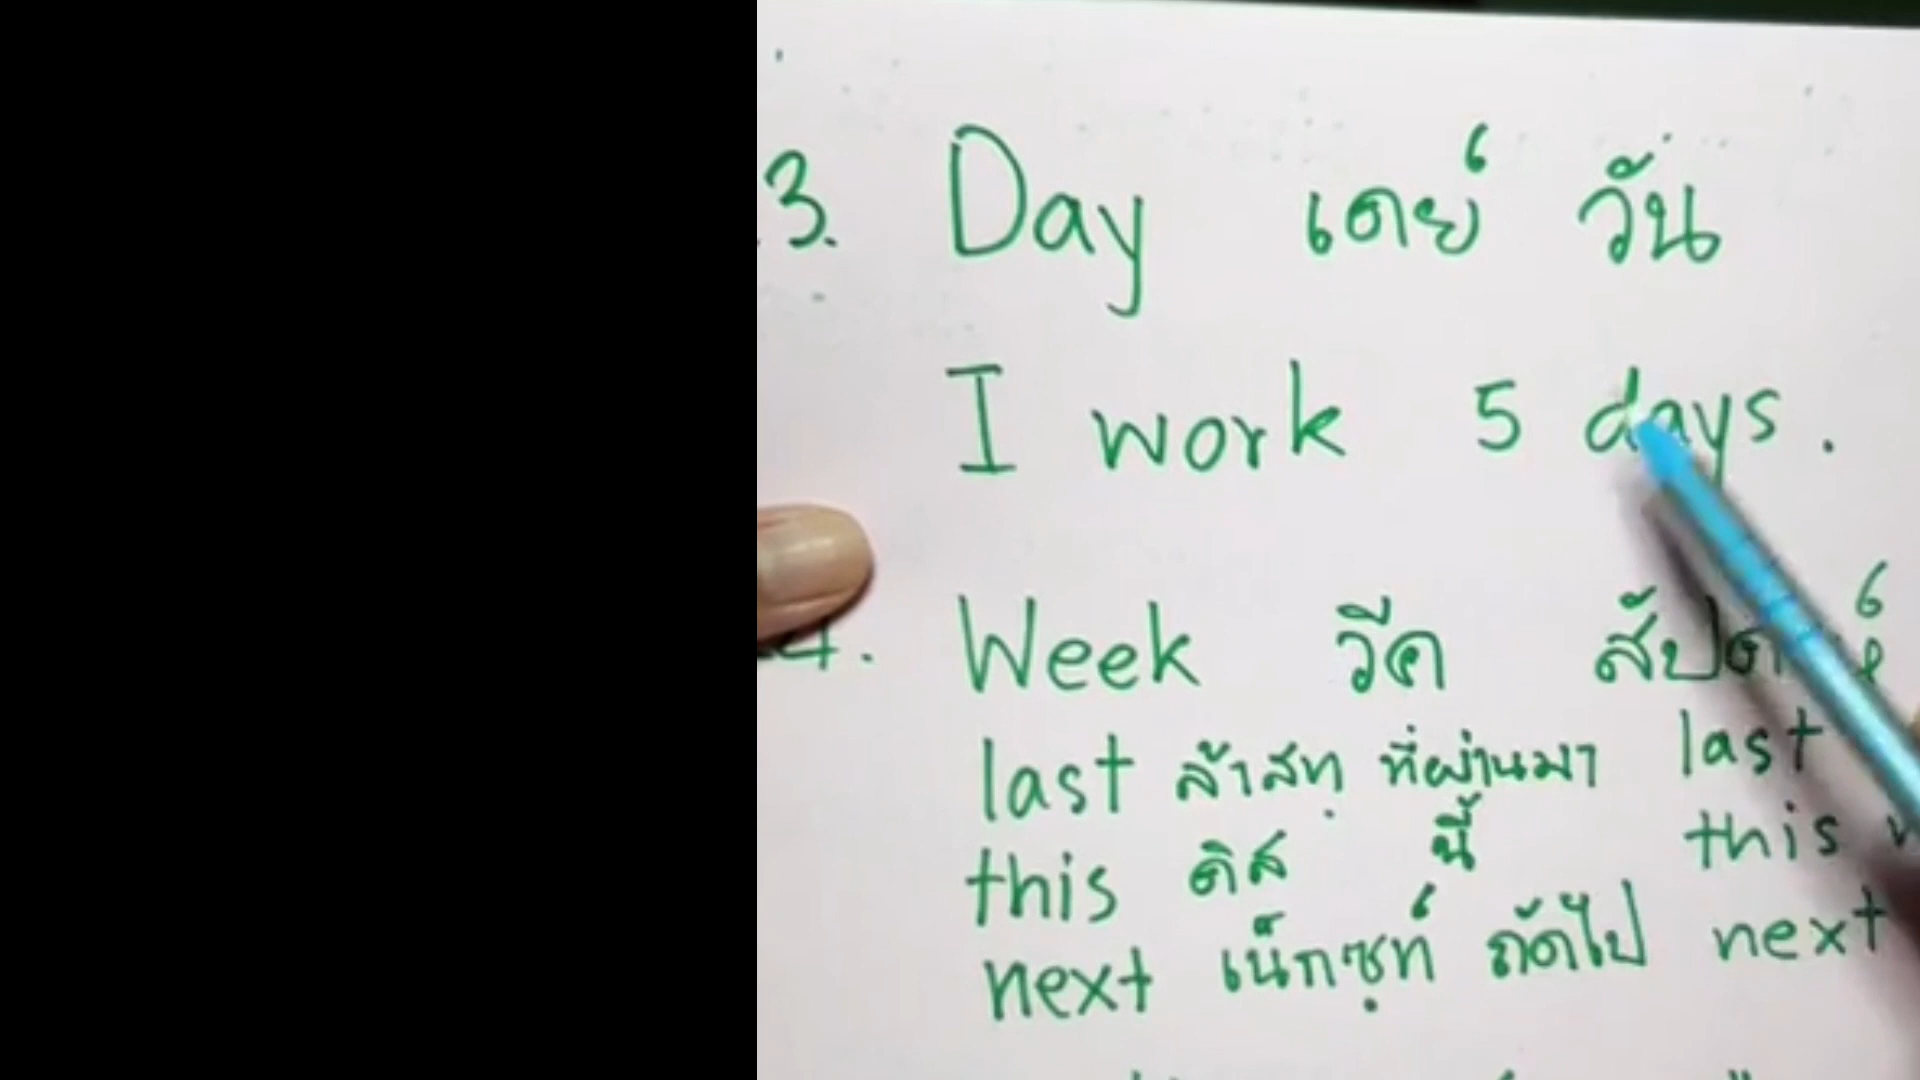 3. Day เดย์ วัน
I work 5 days.
4. Week วีค สัปดาห์
last ล้าสทฺ ที่ผ่านมา last
this ดิส นี้ this
next เน็กซฺท์ ถัดไป next